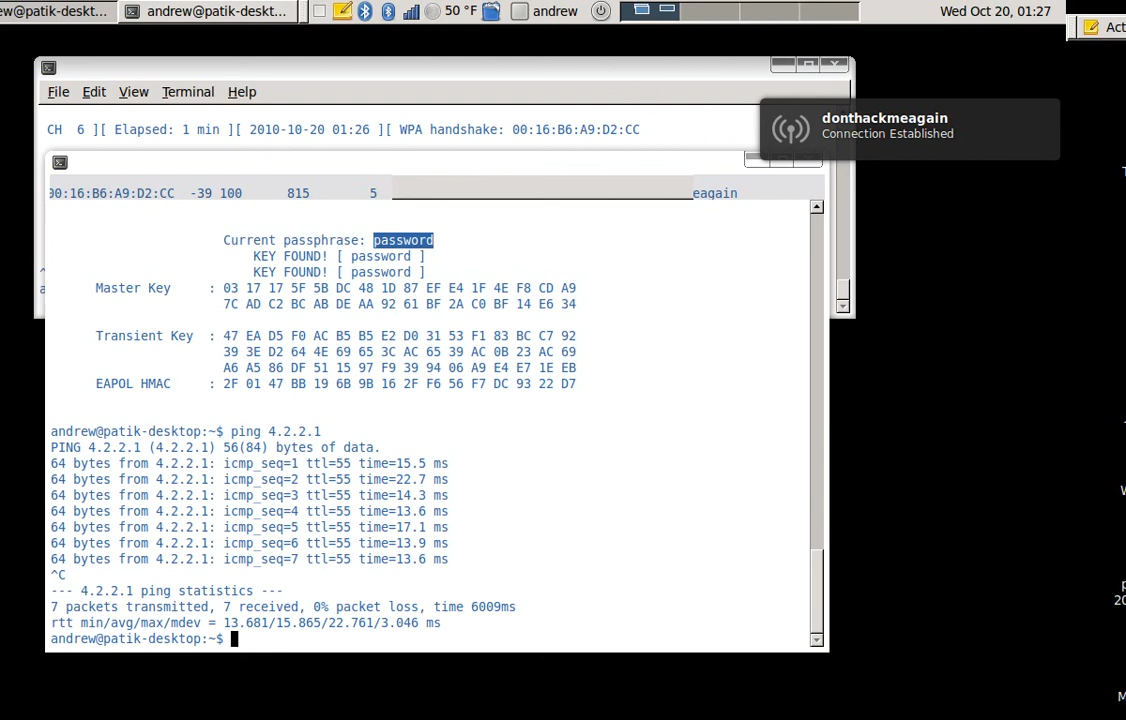 ew@patik-deskt...
andrew@patik-deskt...
50 °F
andrew
Wed Oct 20, 01:27
Act
File Edit View Terminal Help
CH  6 ][ Elapsed: 1 min ][ 2010-10-20 01:26 ][ WPA handshake: 00:16:B6:A9:D2:CC
donthackmeagain
Connection Established
00:16:B6:A9:D2:CC  -39 100      815        5
eagain
Current passphrase: password
KEY FOUND! [ password ]
KEY FOUND! [ password ]
Master Key     : 03 17 17 5F 5B DC 48 1D 87 EF E4 1F 4E F8 CD A9
7C AD C2 BC AB DE AA 92 61 BF 2A C0 BF 14 E6 34
Transient Key  : 47 EA D5 F0 AC B5 B5 E2 D0 31 53 F1 83 BC C7 92
39 3E D2 64 4E 69 65 3C AC 65 39 AC 0B 23 AC 69
A6 A5 86 DF 51 15 97 F9 39 94 06 A9 E4 E7 1E EB
EAPOL HMAC     : 2F 01 47 BB 19 6B 9B 16 2F F6 56 F7 DC 93 22 D7
andrew@patik-desktop:~$ ping 4.2.2.1
PING 4.2.2.1 (4.2.2.1) 56(84) bytes of data.
64 bytes from 4.2.2.1: icmp_seq=1 ttl=55 time=15.5 ms
64 bytes from 4.2.2.1: icmp_seq=2 ttl=55 time=22.7 ms
64 bytes from 4.2.2.1: icmp_seq=3 ttl=55 time=14.3 ms
64 bytes from 4.2.2.1: icmp_seq=4 ttl=55 time=13.6 ms
64 bytes from 4.2.2.1: icmp_seq=5 ttl=55 time=17.1 ms
64 bytes from 4.2.2.1: icmp_seq=6 ttl=55 time=13.9 ms
64 bytes from 4.2.2.1: icmp_seq=7 ttl=55 time=13.6 ms
^C
--- 4.2.2.1 ping statistics ---
7 packets transmitted, 7 received, 0% packet loss, time 6009ms
rtt min/avg/max/mdev = 13.681/15.865/22.761/3.046 ms
andrew@patik-desktop:~$